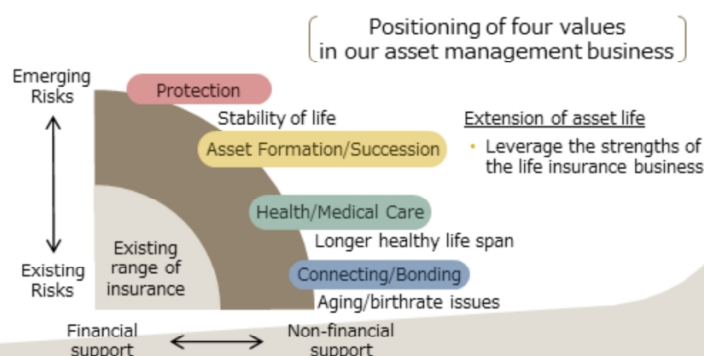 Positioning of four values
in our asset management business
Emerging
Risks
Protection
Stability of life
Extension of asset life
Asset Formation/Succession
• Leverage the strengths of
the life insurance business
Health/Medical Care
Longer healthy life span
Existing
range of
insurance
Existing
Risks
Connecting/Bonding
Aging/birthrate issues
Financial
support
Non-financial
support